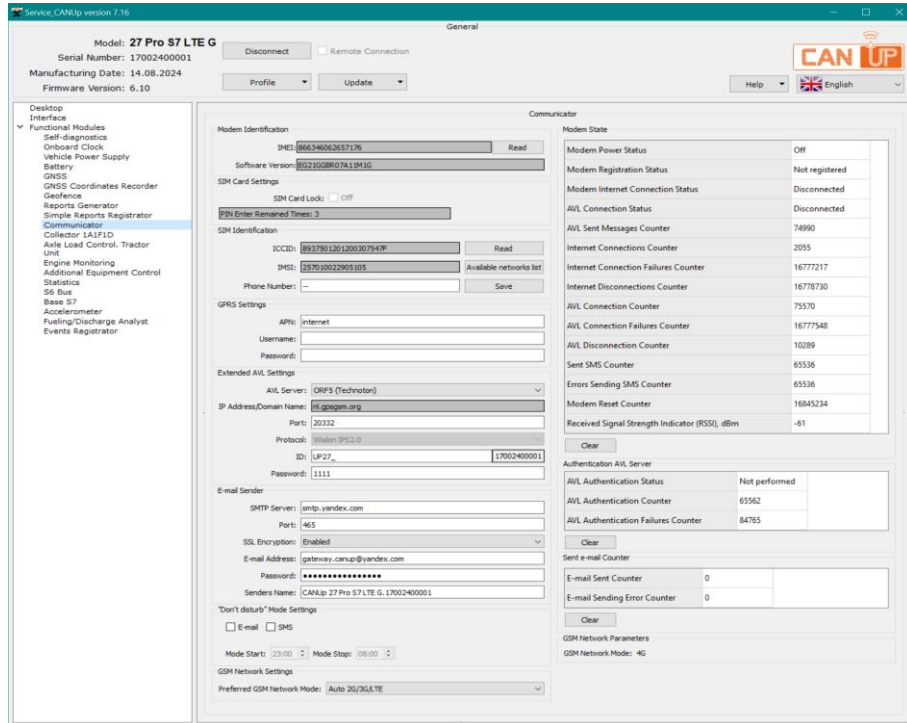 Service_CANUp version 7.16
General
Model: 27 Pro S7 LTE G
Serial Number: 17002400001
Manufacturing Date: 14.08.2024
Firmware Version: 6.10
Disconnect
Remote Connection
Profile
Update
CAN UP
Help
English
Desktop
Interface
Functional Modules
Self-diagnostics
Onboard Clock
Vehicle Power Supply
Battery
GNSS
GNSS Coordinates Recorder
Geofence
Reports Generator
Simple Reports Registrator
Communicator
Collector 1A1F1D
Axle Load Control. Tractor
Unit
Engine Monitoring
Additional Equipment Control
Statistics
S6 Bus
Base S7
Accelerometer
Fueling/Discharge Analyst
Events Registrator
Communicator
Modem Identification
IMEI: 866346062657176 Read
Software Version: EG21GGBR07A11M1G
SIM Card Settings
SIM Card Lock: Off
PIN Enter Remained Times: 3
SIM Identification
ICCID: 8937501201200307547F Read
IMSI: 257010022905105 Available networks list
Phone Number: -- Save
GPRS Settings
APN: internet
Username:
Password:
Extended AVL Settings
AVL Server: ORF5 (Technoton)
IP Address/Domain Name: nl.gpsgsm.org
Port: 20332
Protocol: Wialon IPS2.0
ID: UP27_ 17002400001
Password: 1111
E-mail Sender
SMTP Server: smtp.yandex.com
Port: 465
SSL Encryption: Enabled
E-mail Address: gateway.canup@yandex.com
Password: ••••••••••••••••
Senders Name: CANUp 27 Pro S7 LTE G. 17002400001
"Don't disturb" Mode Settings
E-mail SMS
Mode Start: 23:00 Mode Stop: 08:00
GSM Network Settings
Preferred GSM Network Mode: Auto 2G/3G/LTE
Modem State
Modem Power Status Off
Modem Registration Status Not registered
Modem Internet Connection Status Disconnected
AVL Connection Status Disconnected
AVL Sent Messages Counter 74990
Internet Connections Counter 2055
Internet Connection Failures Counter 16777217
Internet Disconnections Counter 16778730
AVL Connection Counter 75570
AVL Connection Failures Counter 16777548
AVL Disconnection Counter 10289
Sent SMS Counter 65536
Errors Sending SMS Counter 65536
Modem Reset Counter 16845234
Received Signal Strength Indicator (RSSI), dBm -61
Clear
Authentication AVL Server
AVL Authentication Status Not performed
AVL Authentication Counter 65562
AVL Authentication Failures Counter 84765
Clear
Sent e-mail Counter
E-mail Sent Counter 0
E-mail Sending Error Counter 0
Clear
GSM Network Parameters
GSM Network Mode: 4G